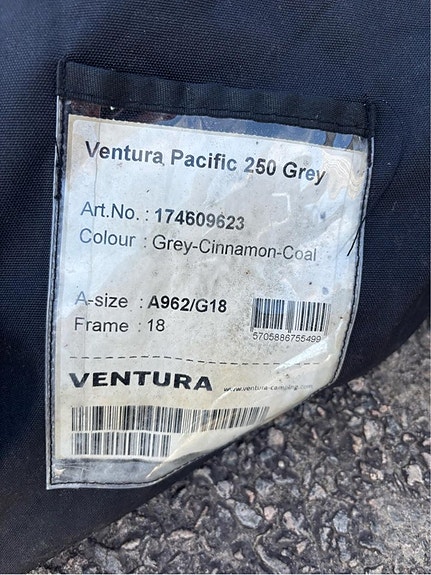 Ventura Pacific 250 Grey
Art.No. : 174609623
Colour : Grey-Cinnamon-Coal
A-size : A962/G18
Frame : 18
5705886755499
VENTURA www.ventura-camping.com